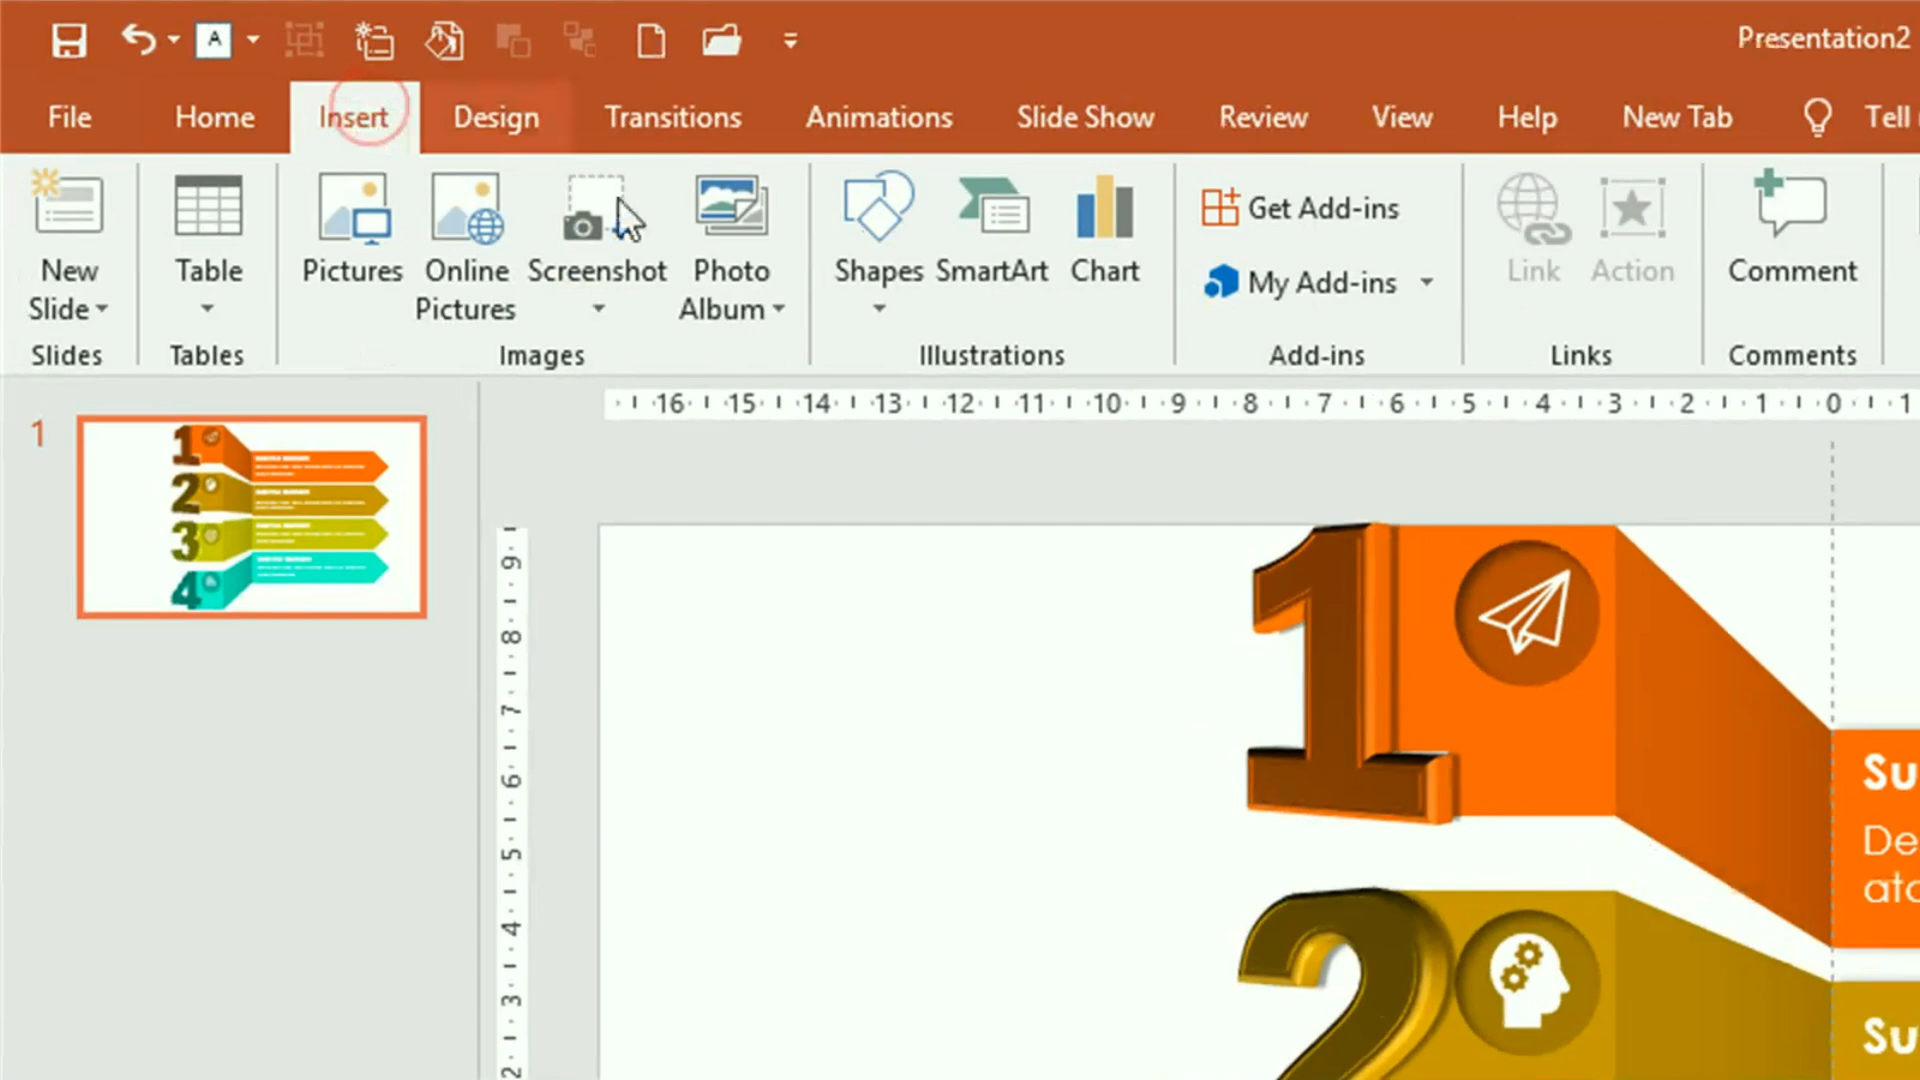 A
Presentation2
File Home Insert Design Transitions Animations Slide Show Review View Help New Tab Tell
New Slide
Table
Pictures
Online Pictures
Screenshot
Photo Album
Shapes
SmartArt
Chart
Get Add-ins
My Add-ins
Link
Action
Comment
Slides Tables Images Illustrations Add-ins Links Comments
16 15 14 13 12 11 10 9 8 7 6 5 4 3 2 1 0 1
1
1
2
3
4
9
8
7
6
5
4
3
2
1
Su
De
ato
2
Su